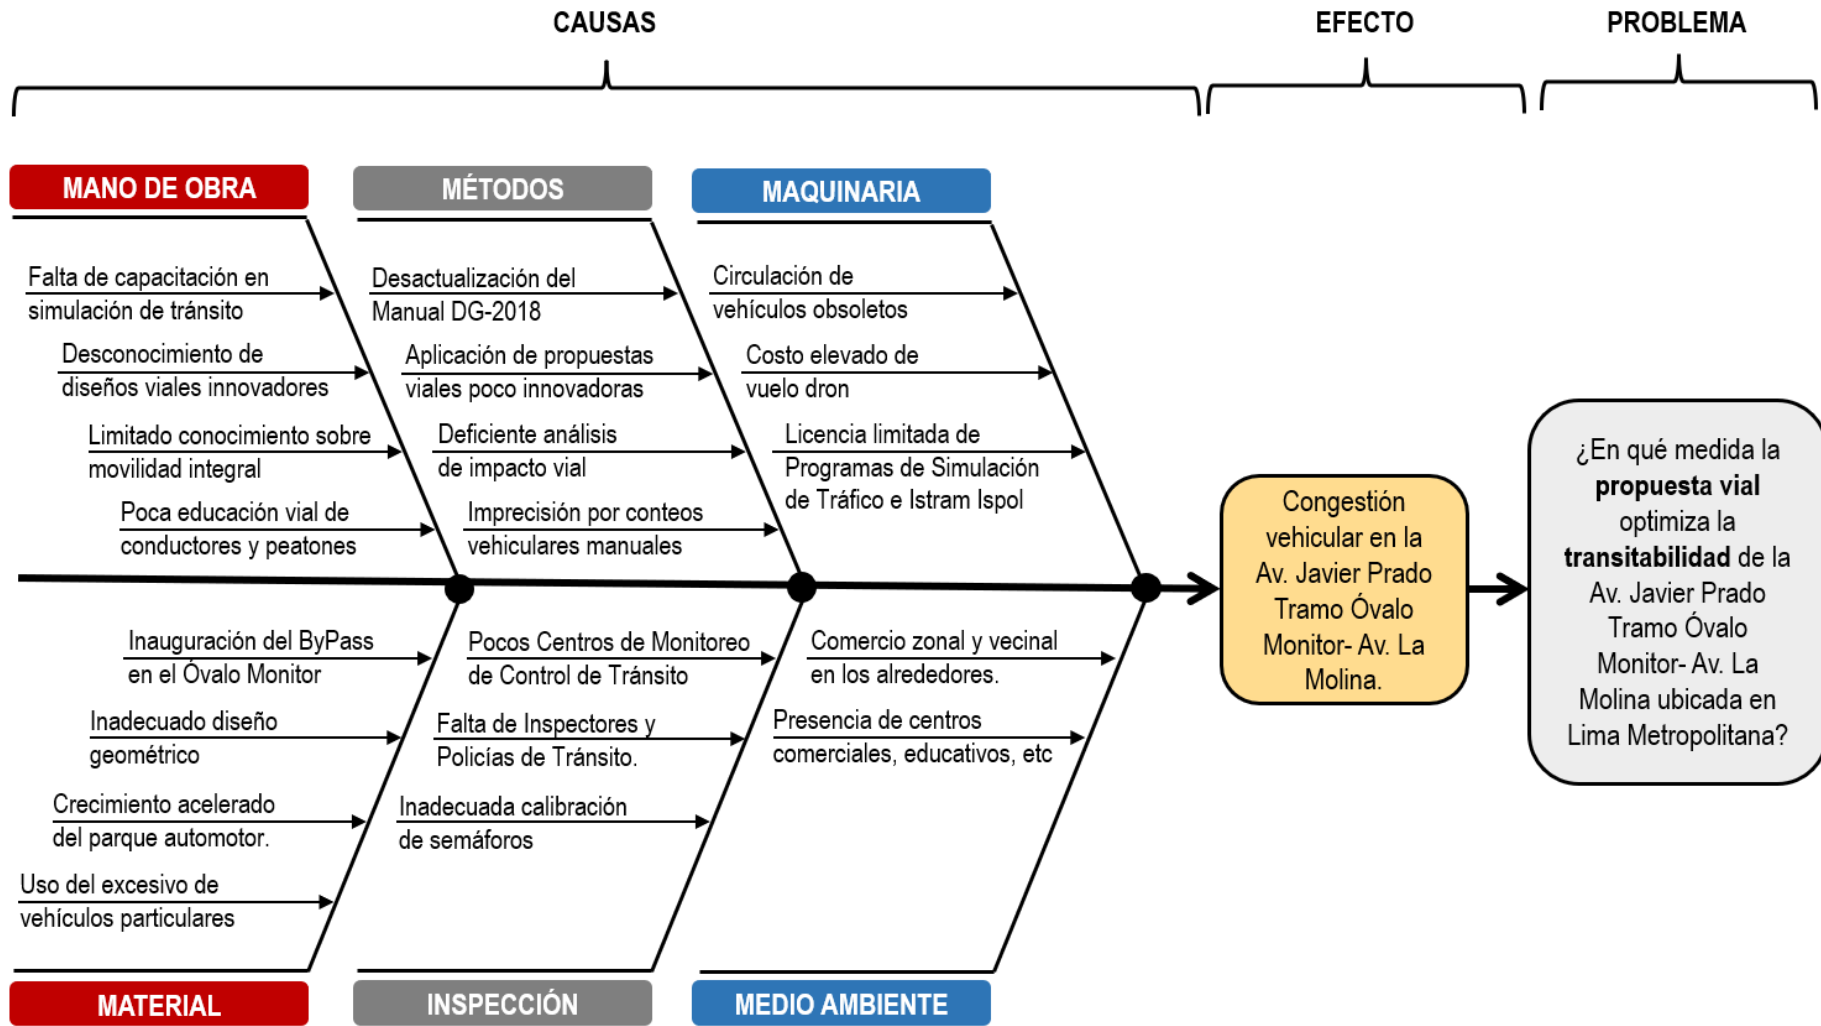 CAUSAS
EFECTO
PROBLEMA
MANO DE OBRA
Falta de capacitación en
simulación de tránsito
Desconocimiento de
diseños viales innovadores
Limitado conocimiento sobre
movilidad integral
Poca educación vial de
conductores y peatones
MÉTODOS
Desactualización del
Manual DG-2018
Aplicación de propuestas
viales poco innovadoras
Deficiente análisis
de impacto vial
Imprecisión por conteos
vehiculares manuales
MAQUINARIA
Circulación de
vehículos obsoletos
Costo elevado de
vuelo dron
Licencia limitada de
Programas de Simulación
de Tráfico e Istram Ispol
Inauguración del ByPass
en el Óvalo Monitor
Inadecuado diseño
geométrico
Crecimiento acelerado
del parque automotor.
Uso del excesivo de
vehículos particulares
MATERIAL
Pocos Centros de Monitoreo
de Control de Tránsito
Falta de Inspectores y
Policías de Tránsito.
Inadecuada calibración
de semáforos
INSPECCIÓN
Comercio zonal y vecinal
en los alrededores.
Presencia de centros
comerciales, educativos, etc
MEDIO AMBIENTE
Congestión
vehicular en la
Av. Javier Prado
Tramo Óvalo
Monitor- Av. La
Molina.
¿En qué medida la
propuesta vial
optimiza la
transitabilidad de la
Av. Javier Prado
Tramo Óvalo
Monitor- Av. La
Molina ubicada en
Lima Metropolitana?